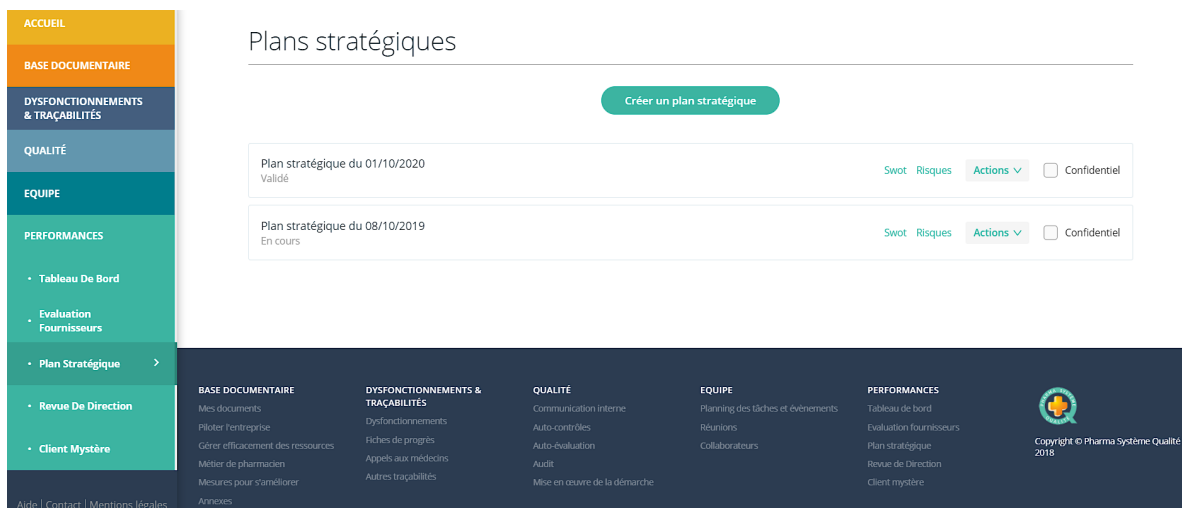 ACCUEIL
BASE DOCUMENTAIRE
DYSFONCTIONNEMENTS
& TRAÇABILITÉS
QUALITÉ
EQUIPE
PERFORMANCES
• Tableau De Bord
• Evaluation
Fournisseurs
• Plan Stratégique >
• Revue De Direction
• Client Mystère
Aide | Contact | Mentions légales
Plans stratégiques
Créer un plan stratégique
Plan stratégique du 01/10/2020
Validé
Swot Risques Actions Confidentiel
Plan stratégique du 08/10/2019
En cours
Swot Risques Actions Confidentiel
BASE DOCUMENTAIRE
Mes documents
Piloter l'entreprise
Gérer efficacement des ressources
Métier de pharmacien
Mesures pour s'améliorer
Annexes
DYSFONCTIONNEMENTS &
TRAÇABILITÉS
Dysfonctionnements
Fiches de progrès
Appels aux médecins
Autres traçabilités
QUALITÉ
Communication interne
Auto-contrôles
Auto-évaluation
Audit
Mise en œuvre de la démarche
EQUIPE
Planning des tâches et évènements
Réunions
Collaborateurs
PERFORMANCES
Tableau de bord
Evaluation fournisseurs
Plan stratégique
Revue de Direction
Client mystère
Copyright © Pharma Système Qualité
2018